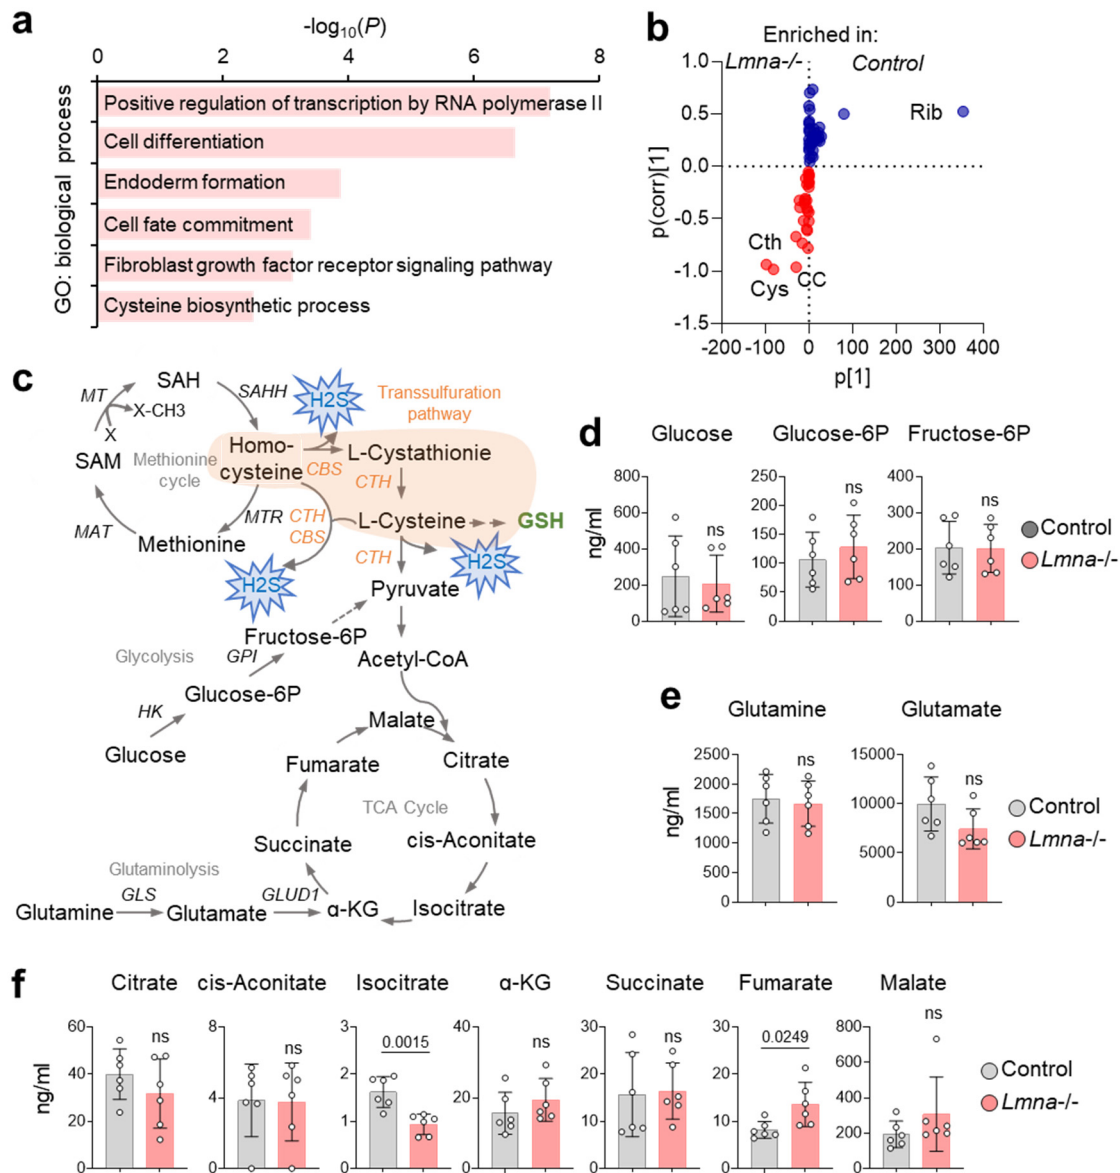 a
-log10(P)
0 2 4 6 8
GO: biological process
Positive regulation of transcription by RNA polymerase II
Cell differentiation
Endoderm formation
Cell fate commitment
Fibroblast growth factor receptor signaling pathway
Cysteine biosynthetic process
b
Enriched in:
Lmna-/- Control
1.0
0.5
0.0
-0.5
-1.0
-1.5
p(corr)[1]
Rib
Cth
Cys
CC
-200 -100 0 100 200 300 400
p[1]
c
SAH
MT
SAHH
X-CH3
X
SAM
Methionine
cycle
MAT
Methionine
MTR
H2S
Transsulfuration
pathway
Homo-
cysteine
CBS
L-Cystathionie
CTH
CTH
CBS
L-Cysteine
GSH
H2S
CTH
H2S
Pyruvate
Fructose-6P
Glycolysis
GPI
Acetyl-CoA
Glucose-6P
HK
Glucose
Malate
Fumarate
Citrate
TCA Cycle
Succinate
cis-Aconitate
Glutaminolysis
GLS
GLUD1
Glutamine
Glutamate
α-KG
Isocitrate
d
Glucose
Glucose-6P
Fructose-6P
ng/ml
800
600
400
200
0
ns
250
200
150
100
50
0
ns
400
300
200
100
0
ns
Control
Lmna-/-
e
Glutamine
Glutamate
ng/ml
2500
2000
1500
1000
500
0
ns
15000
10000
5000
0
ns
Control
Lmna-/-
f
Citrate
cis-Aconitate
Isocitrate
α-KG
Succinate
Fumarate
Malate
ng/ml
60
40
20
0
ns
8
4
0
ns
3
2
1
0
0.0015
40
20
0
ns
30
20
10
0
ns
30
20
10
0
0.0249
800
600
400
200
0
ns
Control
Lmna-/-